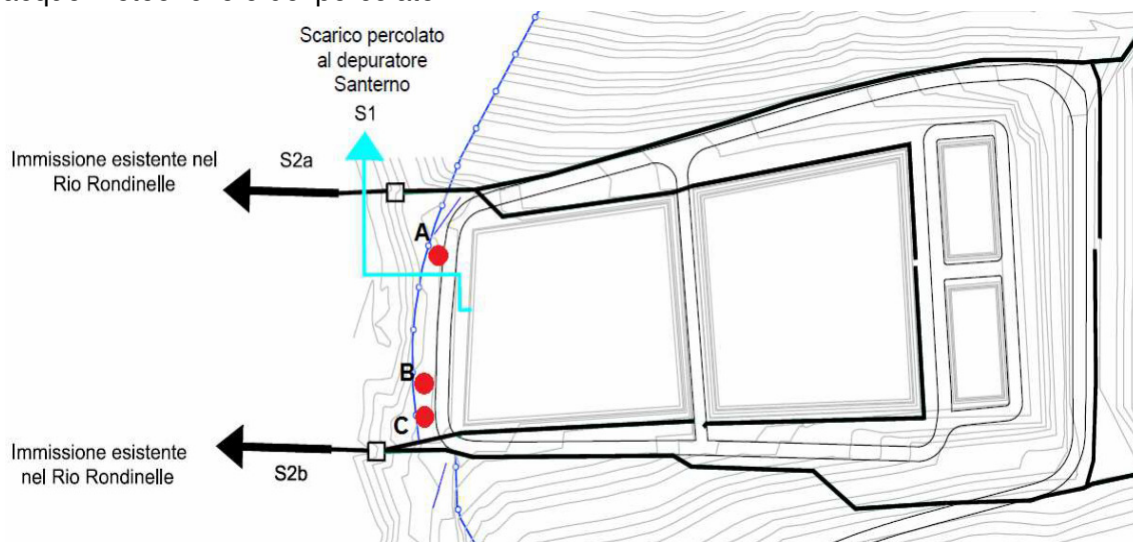 Scarico percolato
al depuratore
Santerno
S1
Immissione esistente nel
Rio Rondinelle
S2a
A
B
C
Immissione esistente
nel Rio Rondinelle
S2b